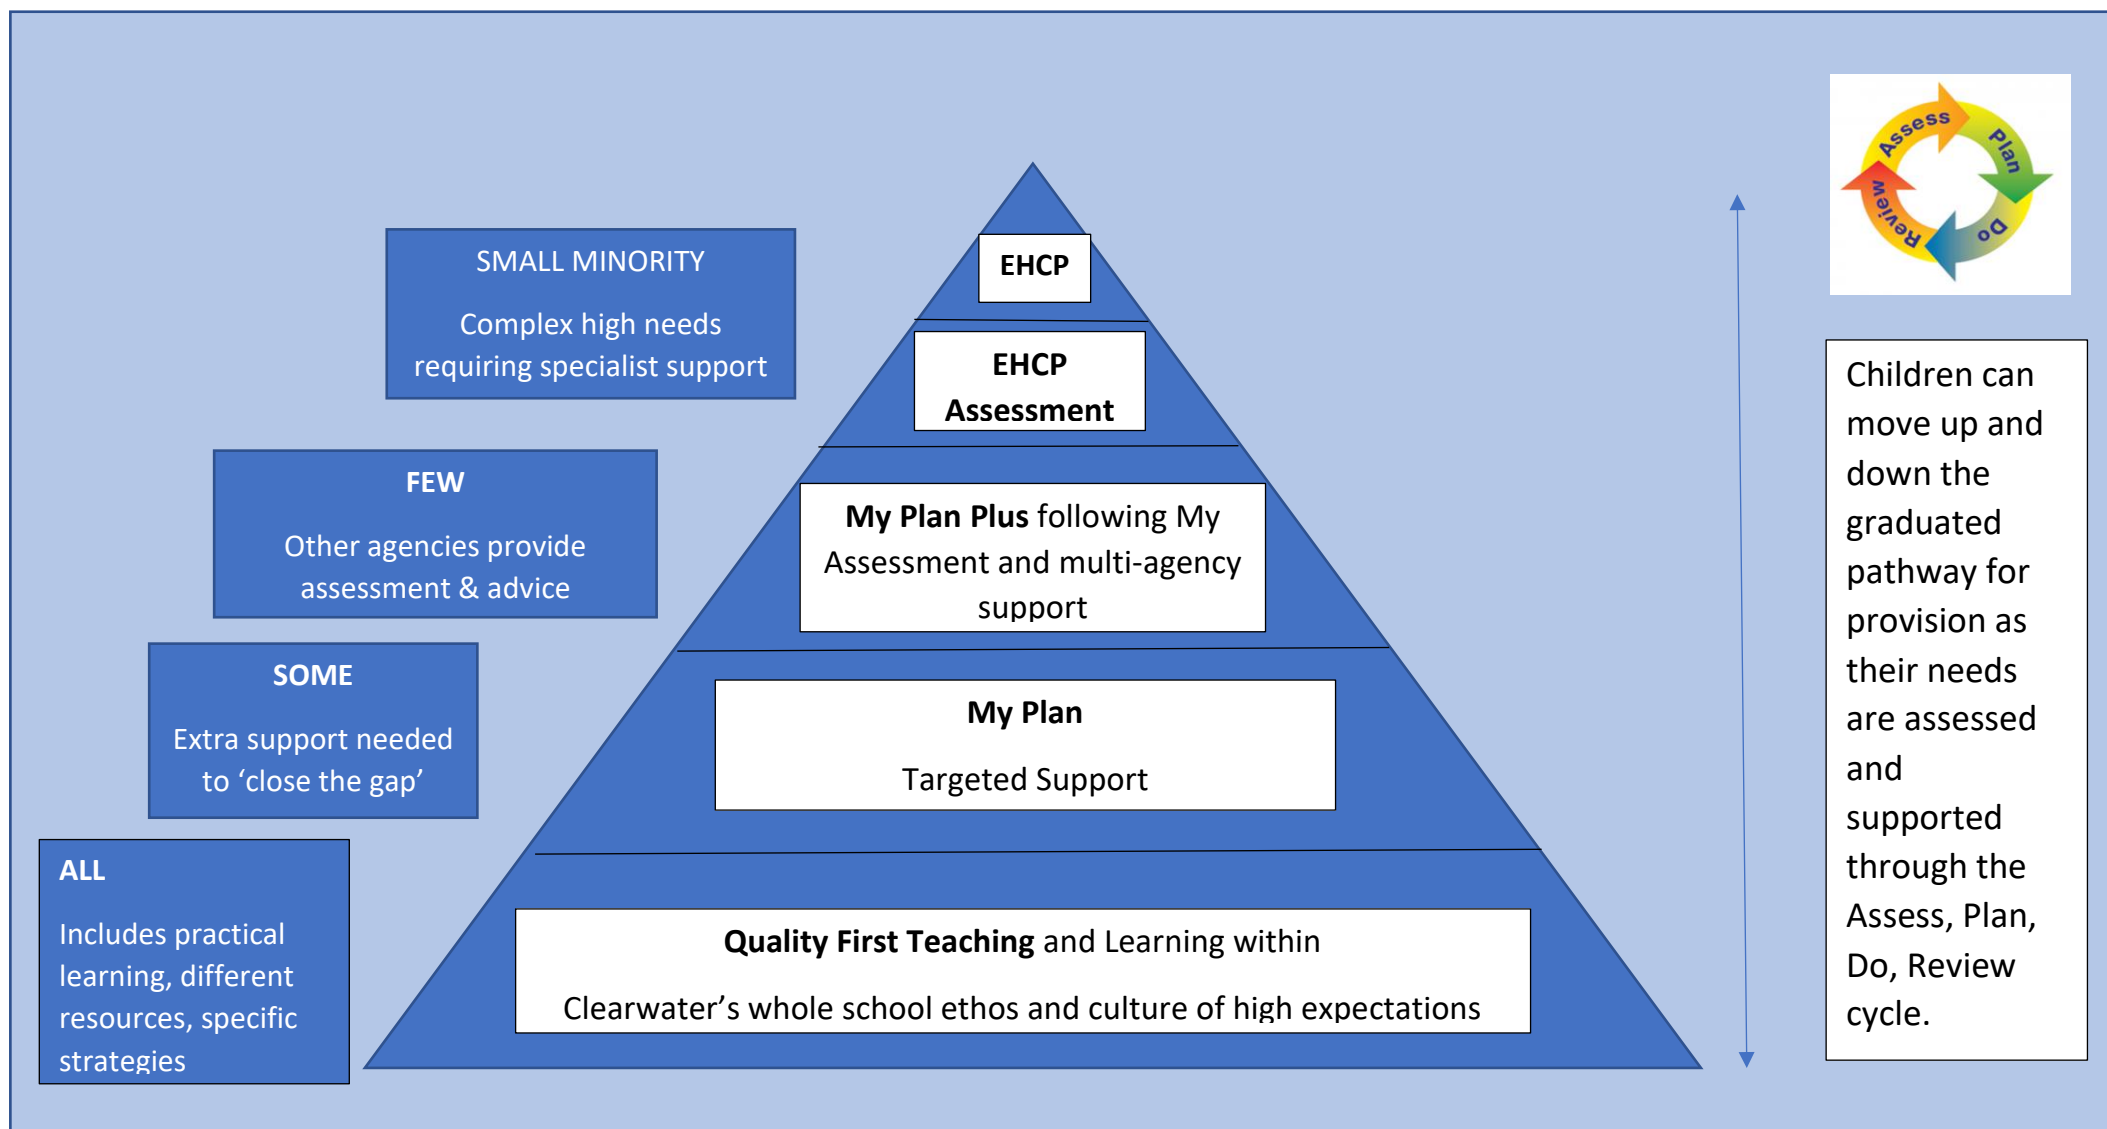 SMALL MINORITY
Complex high needs
requiring specialist support
FEW
Other agencies provide
assessment & advice
SOME
Extra support needed
to ‘close the gap’
ALL
Includes practical
learning, different
resources, specific
strategies
EHCP
EHCP
Assessment
My Plan Plus following My
Assessment and multi-agency
support
My Plan
Targeted Support
Quality First Teaching and Learning within
Clearwater’s whole school ethos and culture of high expectations
Assess
Plan
Do
Review
Children can
move up and
down the
graduated
pathway for
provision as
their needs
are assessed
and
supported
through the
Assess, Plan,
Do, Review
cycle.